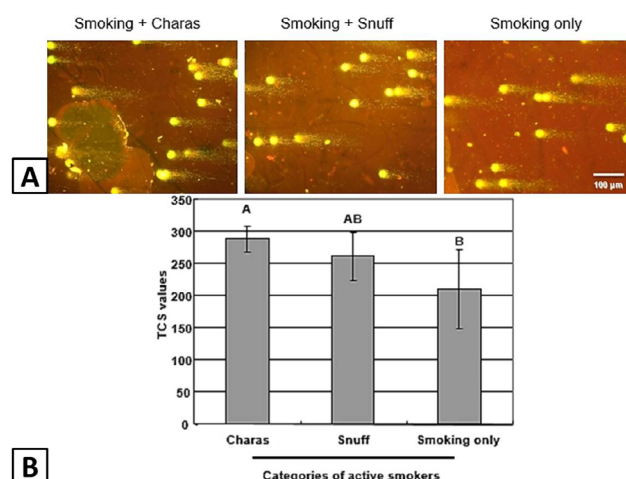 Smoking + Charas Smoking + Snuff Smoking only
A
100 µm
350
300
250
200
150
100
50
0
TCS values
A AB B
Charas Snuff Smoking only
B
Categories of active smokers